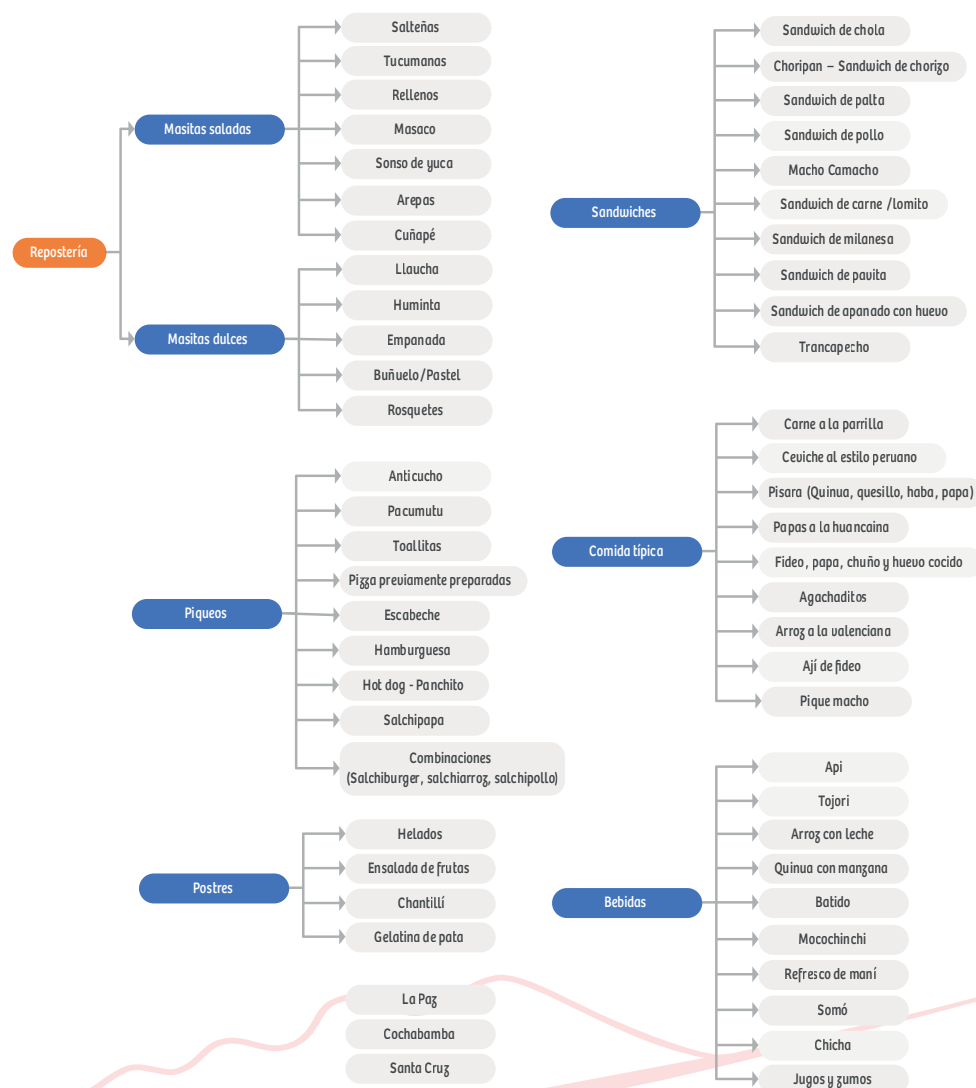 Repostería
Masitas saladas
Salteñas
Tucumanas
Rellenos
Masaco
Sonso de yuca
Arepas
Cuñapé
Masitas dulces
Llaucha
Huminta
Empanada
Buñuelo/Pastel
Rosquetes
Piqueos
Anticucho
Pacumutu
Toallitas
Pizza previamente preparadas
Escabeche
Hamburguesa
Hot dog - Panchito
Salchipapa
Combinaciones
(Salchiburger, salchiarroz, salchipollo)
Postres
Helados
Ensalada de frutas
Chantillí
Gelatina de pata
La Paz
Cochabamba
Santa Cruz
Sandwiches
Sandwich de chola
Choripan – Sandwich de chorizo
Sandwich de palta
Sandwich de pollo
Macho Camacho
Sandwich de carne /lomito
Sandwich de milanesa
Sandwich de pavita
Sandwich de apanado con huevo
Trancapecho
Comida típica
Carne a la parrilla
Ceviche al estilo peruano
Pisara (Quinua, quesillo, haba, papa)
Papas a la huancaina
Fideo, papa, chuño y huevo cocido
Agachaditos
Arroz a la valenciana
Ají de fideo
Pique macho
Bebidas
Api
Tojori
Arroz con leche
Quinua con manzana
Batido
Mocochinchi
Refresco de maní
Somó
Chicha
Jugos y zumos